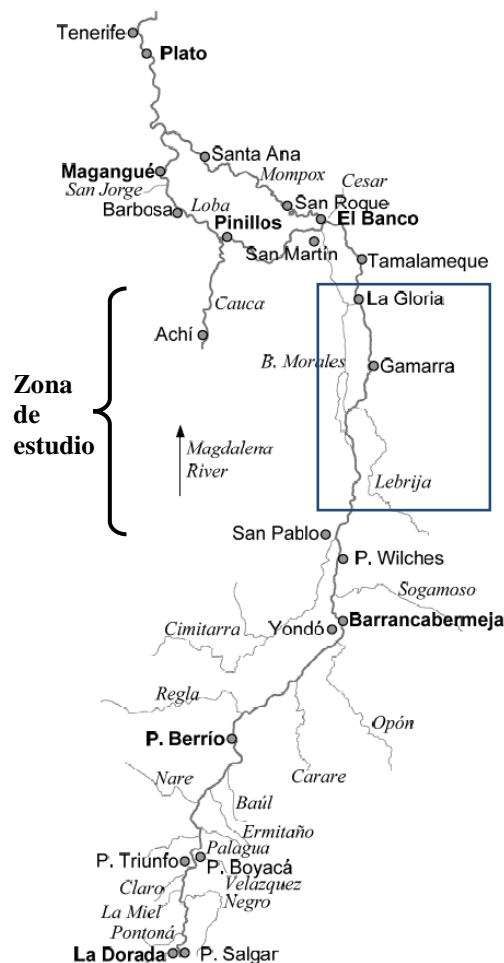 Tenerife
Plato
Santa Ana
Mompox
Cesar
Magangué
San Jorge
San Roque
Loba
Barbosa
El Banco
Pinillos
San Martín
Tamalameque
La Gloria
Cauca
Achí
B. Morales
Gamarra
Zona
de
estudio
Magdalena
River
Lebrija
San Pablo
P. Wilches
Sogamoso
Barrancabermeja
Yondó
Cimitarra
Regla
Opón
P. Berrío
Carare
Nare
Baúl
Ermitaño
Palagua
P. Triunfo
P. Boyacá
Claro
Velazquez
Negro
La Miel
Pontoná
La Dorada
P. Salgar